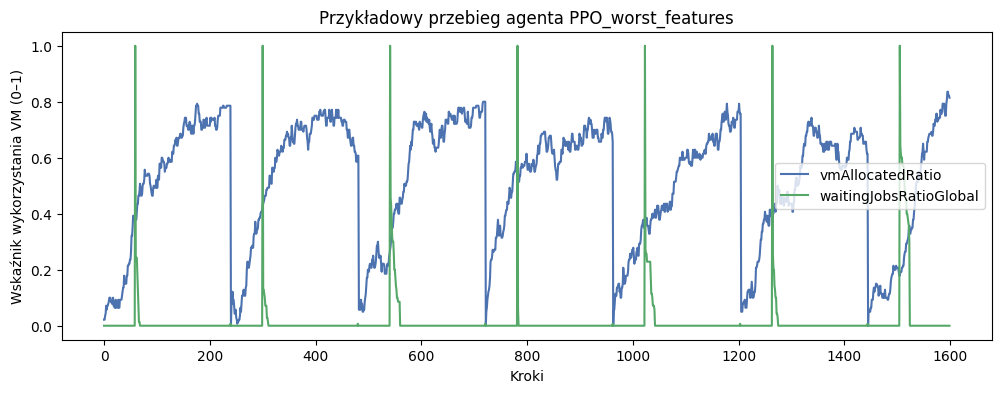 Przykładowy przebieg agenta PPO_worst_features
Wskaźnik wykorzystania VM (0–1)
1.0
0.8
0.6
0.4
0.2
0.0
vmAllocatedRatio
waitingJobsRatioGlobal
0 200 400 600 800 1000 1200 1400 1600
Kroki